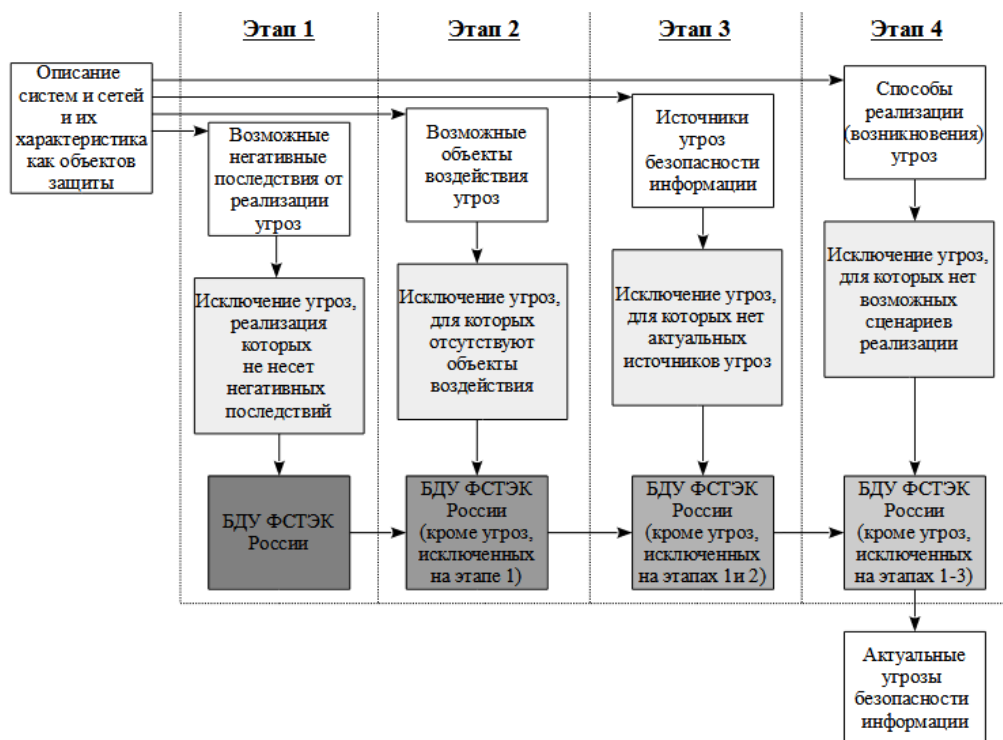 Этап 1
Этап 2
Этап 3
Этап 4
Описание
систем и сетей
и их
характеристика
как объектов
защиты
Возможные
негативные
последствия от
реализации
угроз
Возможные
объекты
воздействия
угроз
Источники
угроз
безопасности
информации
Способы
реализации
(возникновения)
угроз
Исключение угроз,
реализация
которых
не несет
негативных
последствий
Исключение угроз,
для которых
отсутствуют
объекты
воздействия
Исключение угроз,
для которых нет
актуальных
источников угроз
Исключение угроз,
для которых нет
возможных
сценариев
реализации
БДУ ФСТЭК
России
БДУ ФСТЭК
России
(кроме угроз,
исключенных
на этапе 1)
БДУ ФСТЭК
России
(кроме угроз,
исключенных
на этапах 1и 2)
БДУ ФСТЭК
России
(кроме угроз,
исключенных
на этапах 1-3)
Актуальные
угрозы
безопасности
информации